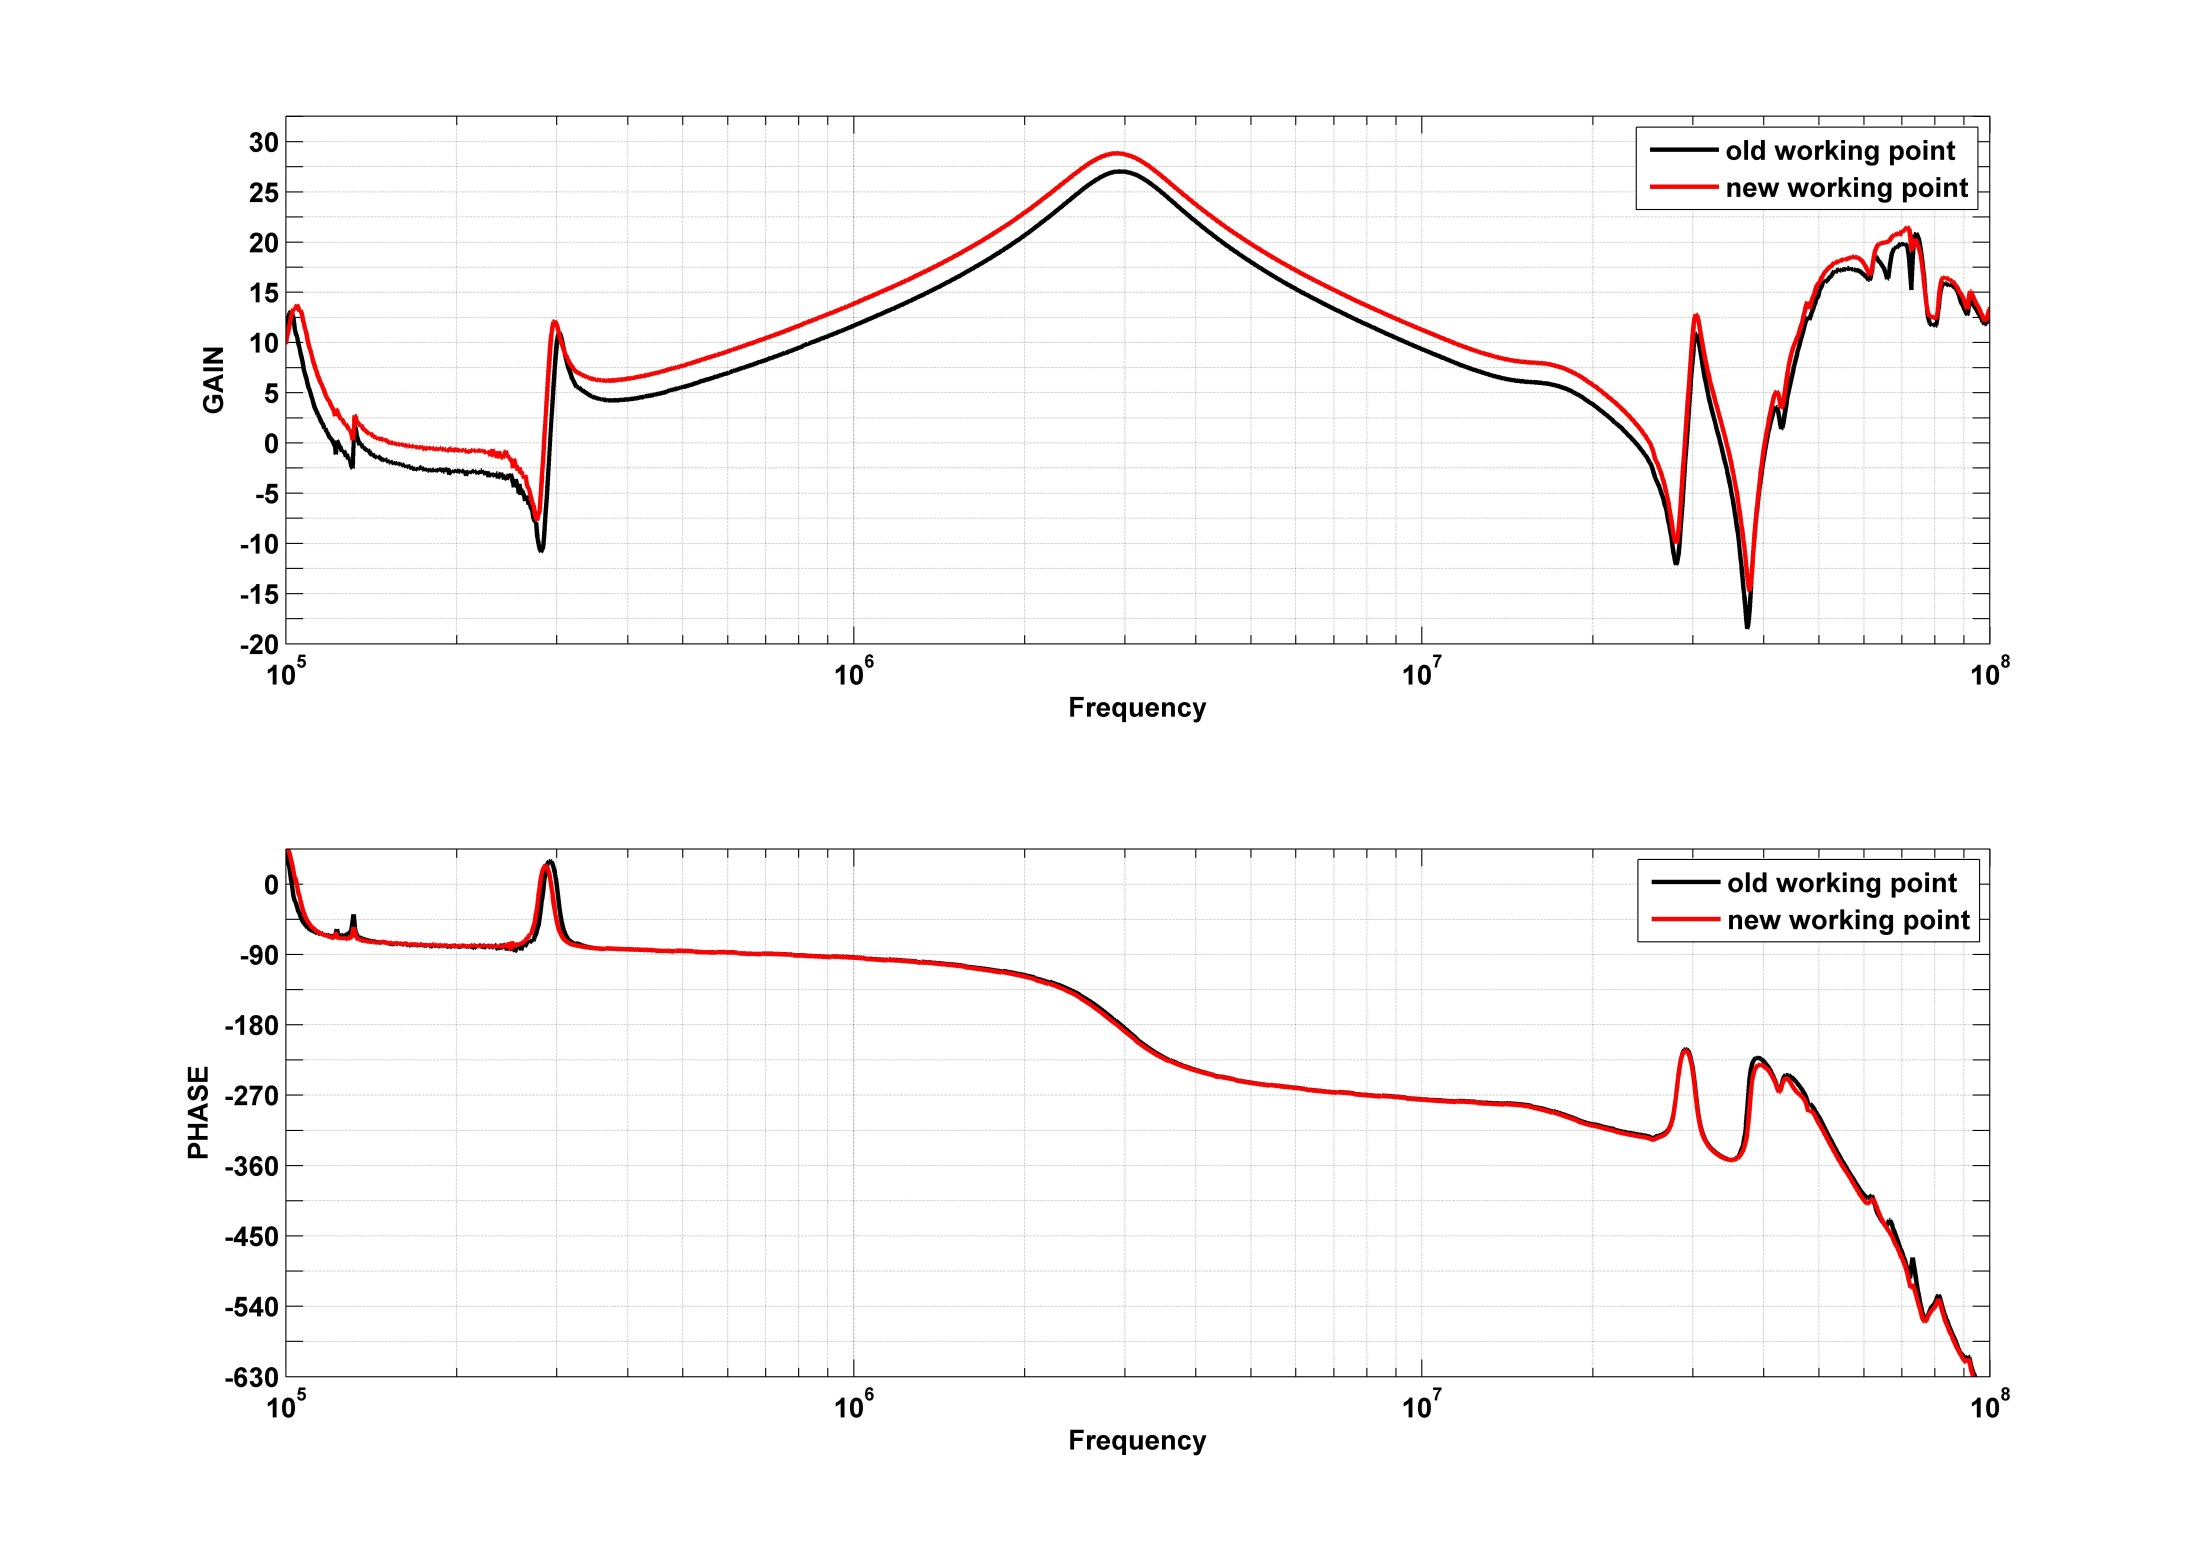 old working point
new working point
GAIN
30
25
20
15
10
5
0
-5
-10
-15
-20
10^5 10^6 10^7 10^8
Frequency
old working point
new working point
PHASE
0
-90
-180
-270
-360
-450
-540
-630
10^5 10^6 10^7 10^8
Frequency